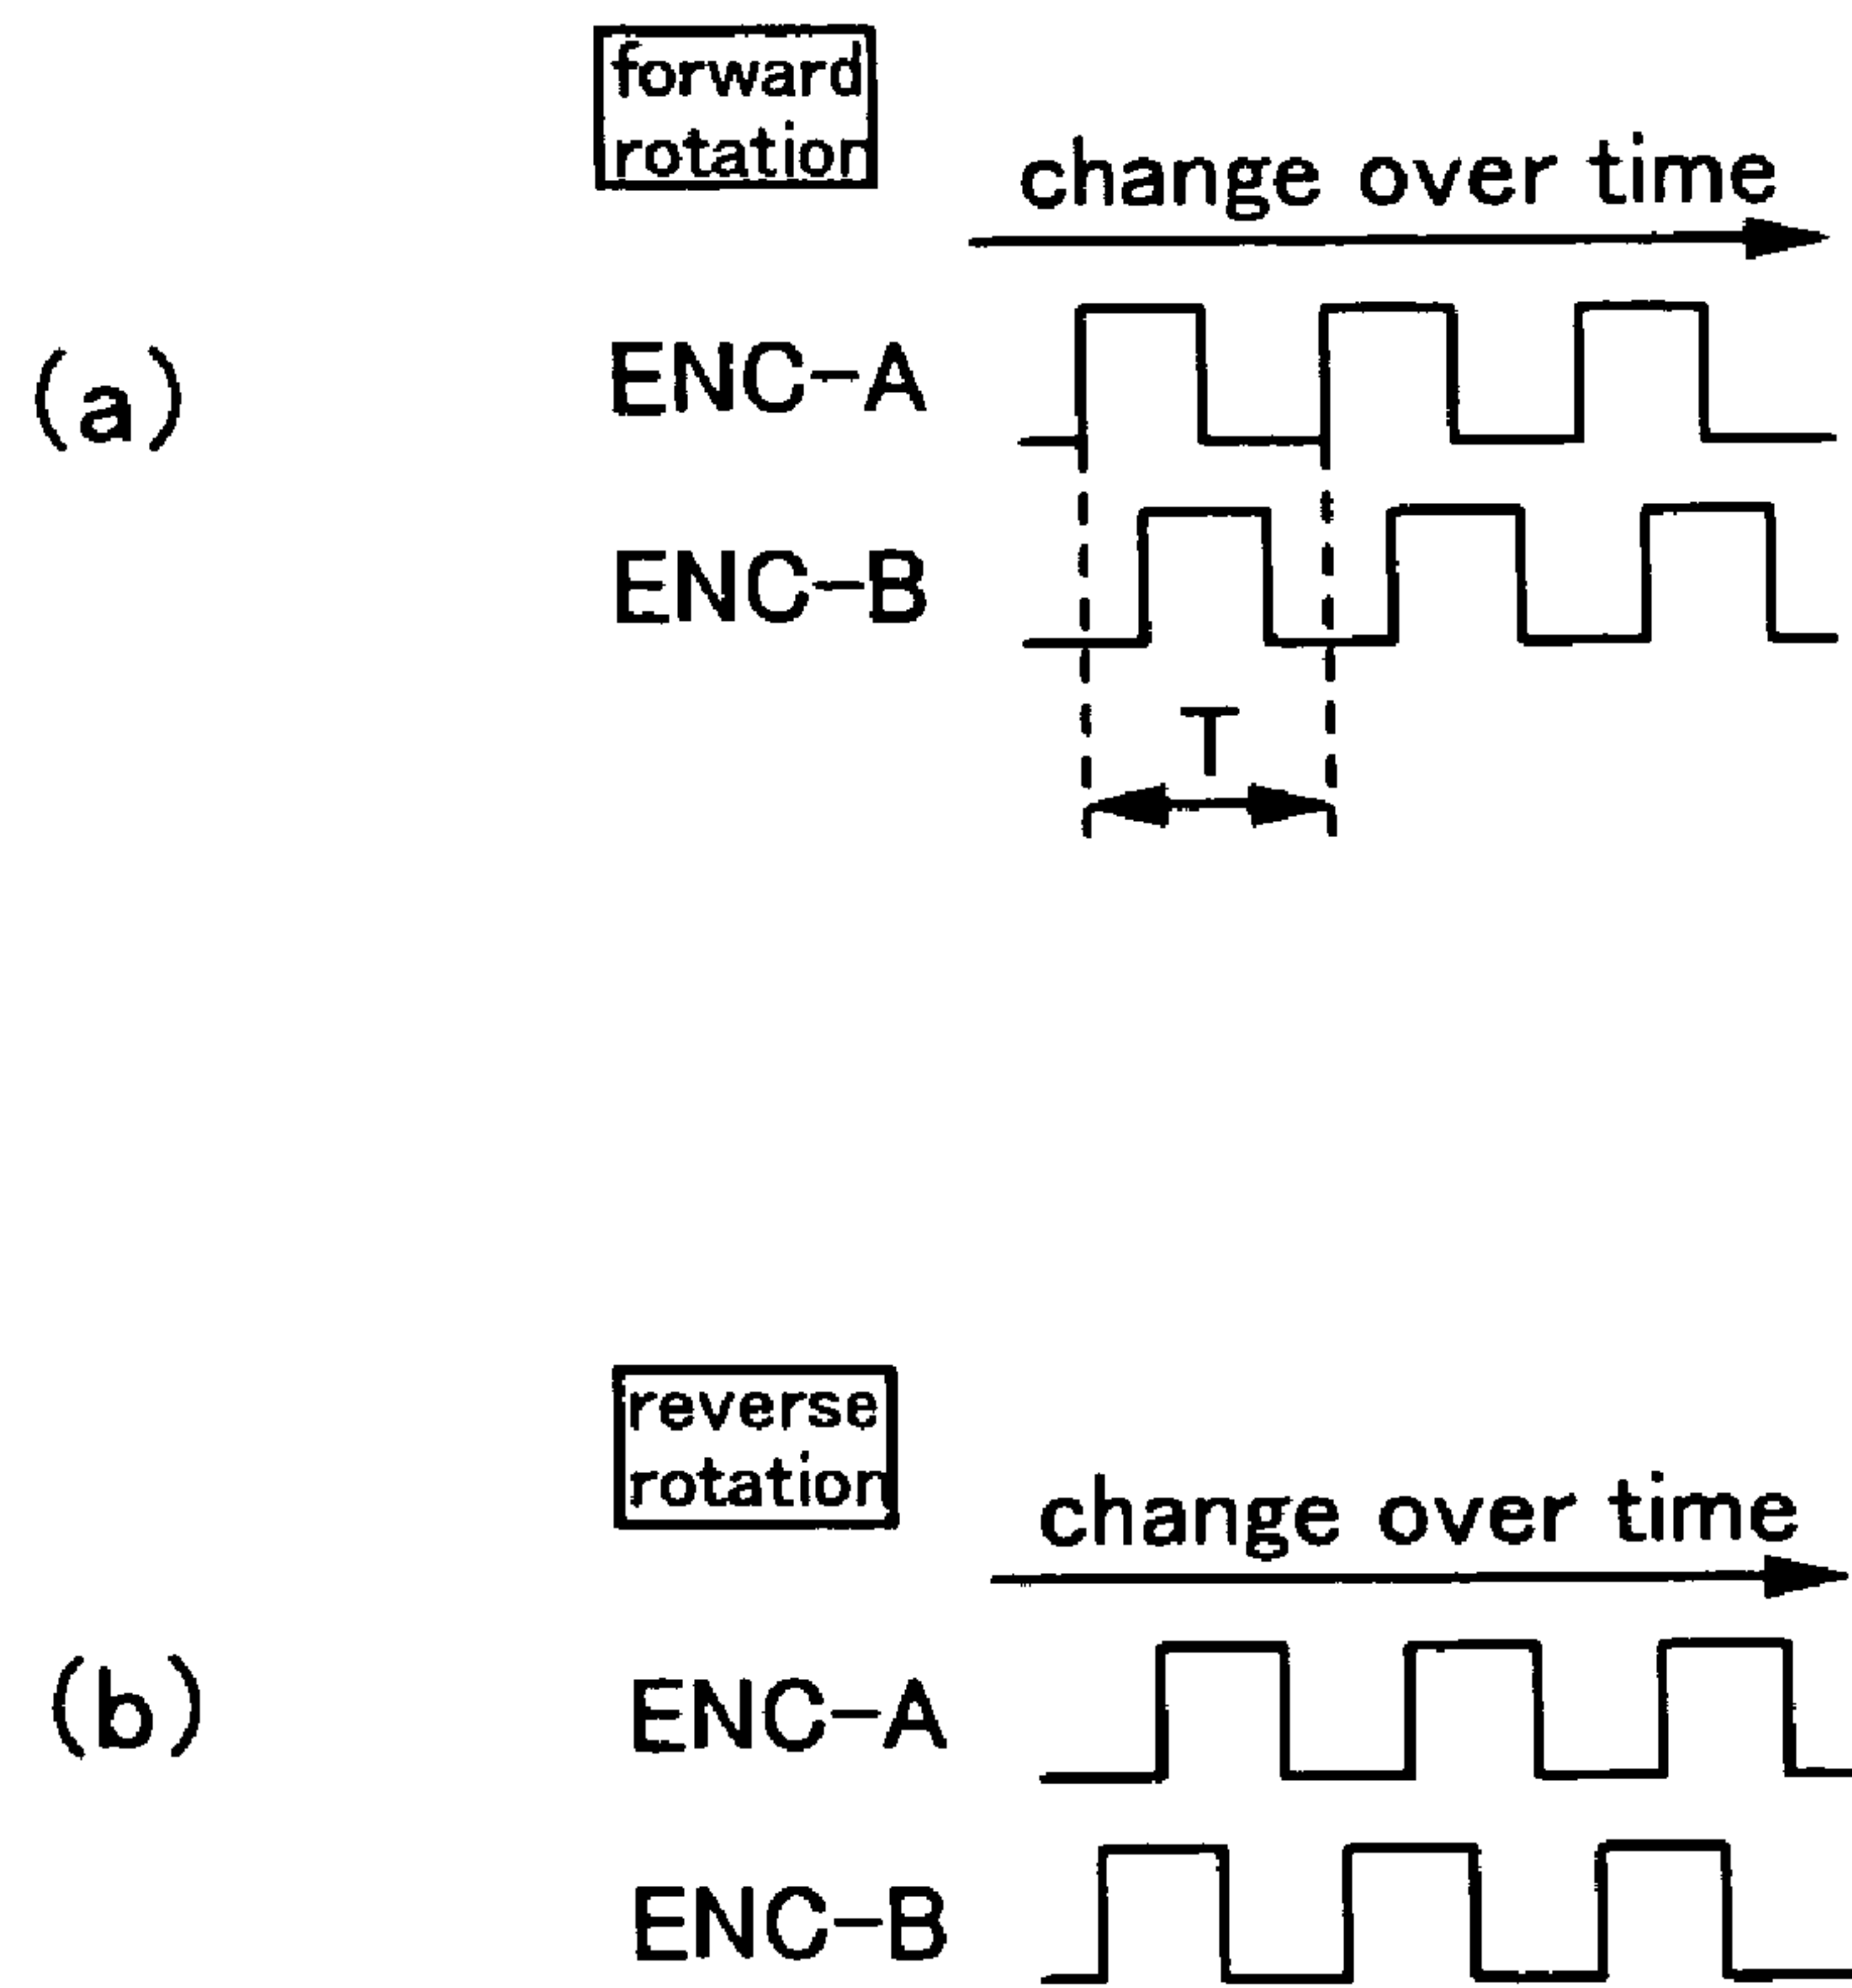 forward
rotation
change over time
(a)
ENC-A
ENC-B
T
reverse
rotation
change over time
(b)
ENC-A
ENC-B